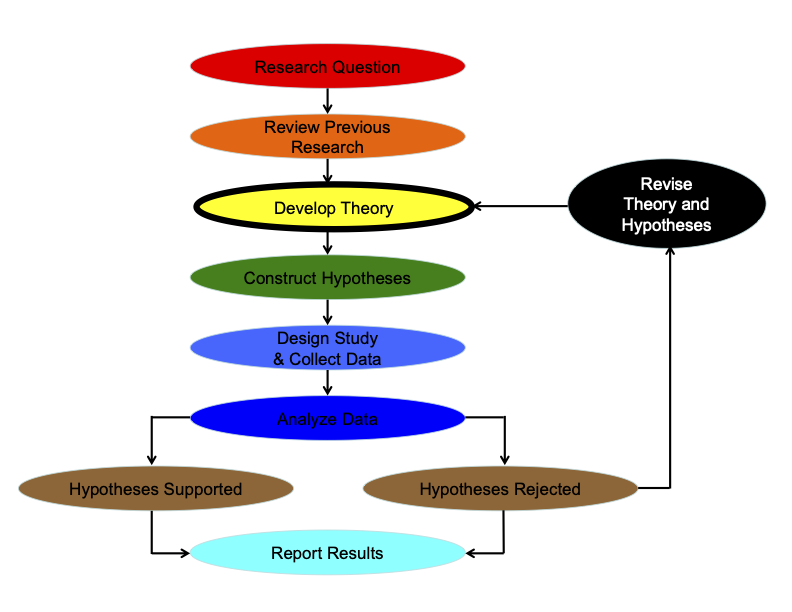 Research Question
Review Previous
Research
Develop Theory
Revise
Theory and
Hypotheses
Construct Hypotheses
Design Study
& Collect Data
Analyze Data
Hypotheses Supported
Hypotheses Rejected
Report Results